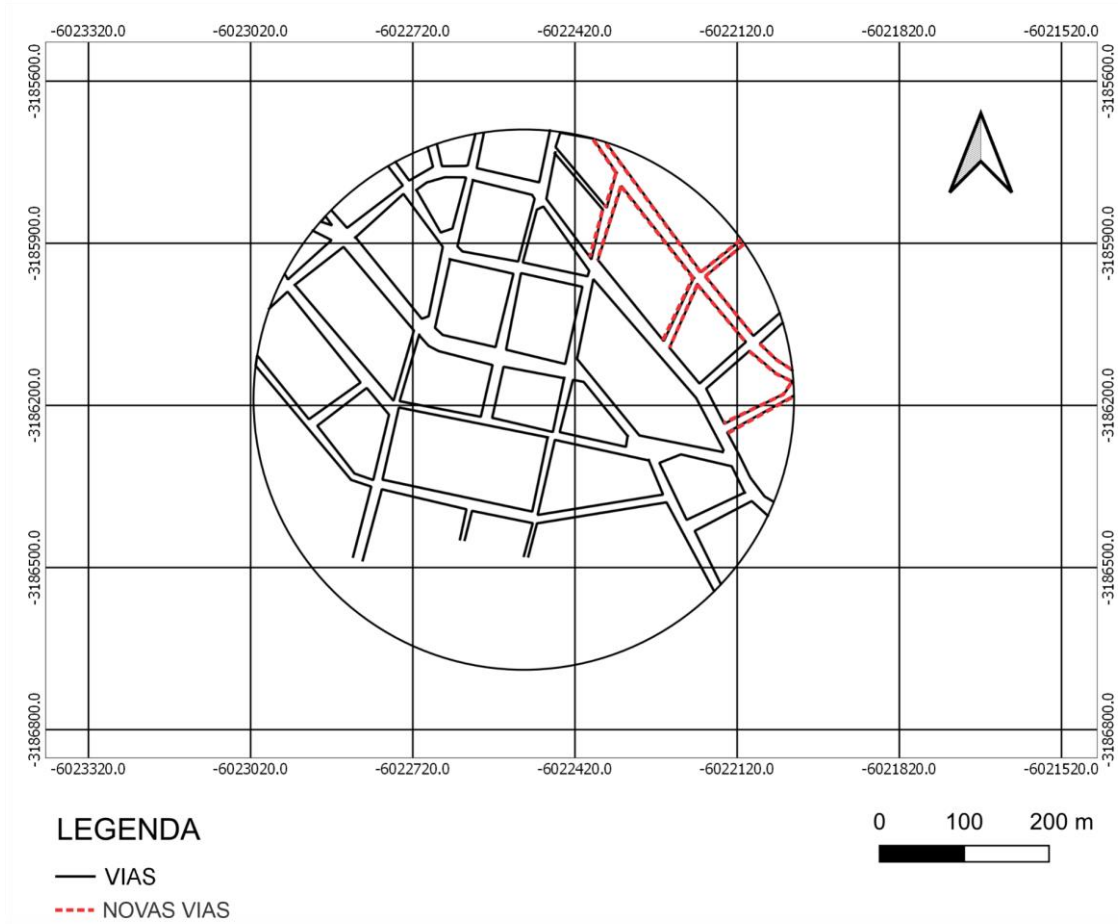 -6023320.0 -6023020.0 -6022720.0 -6022420.0 -6022120.0 -6021820.0 -6021520.0
-3185600.0 -3185600.0
-3185900.0 -3185900.0
-3186200.0 -3186200.0
-3186500.0 -3186500.0
-3186800.0 -3186800.0
-6023320.0 -6023020.0 -6022720.0 -6022420.0 -6022120.0 -6021820.0 -6021520.0
LEGENDA
VIAS
NOVAS VIAS
0 100 200 m